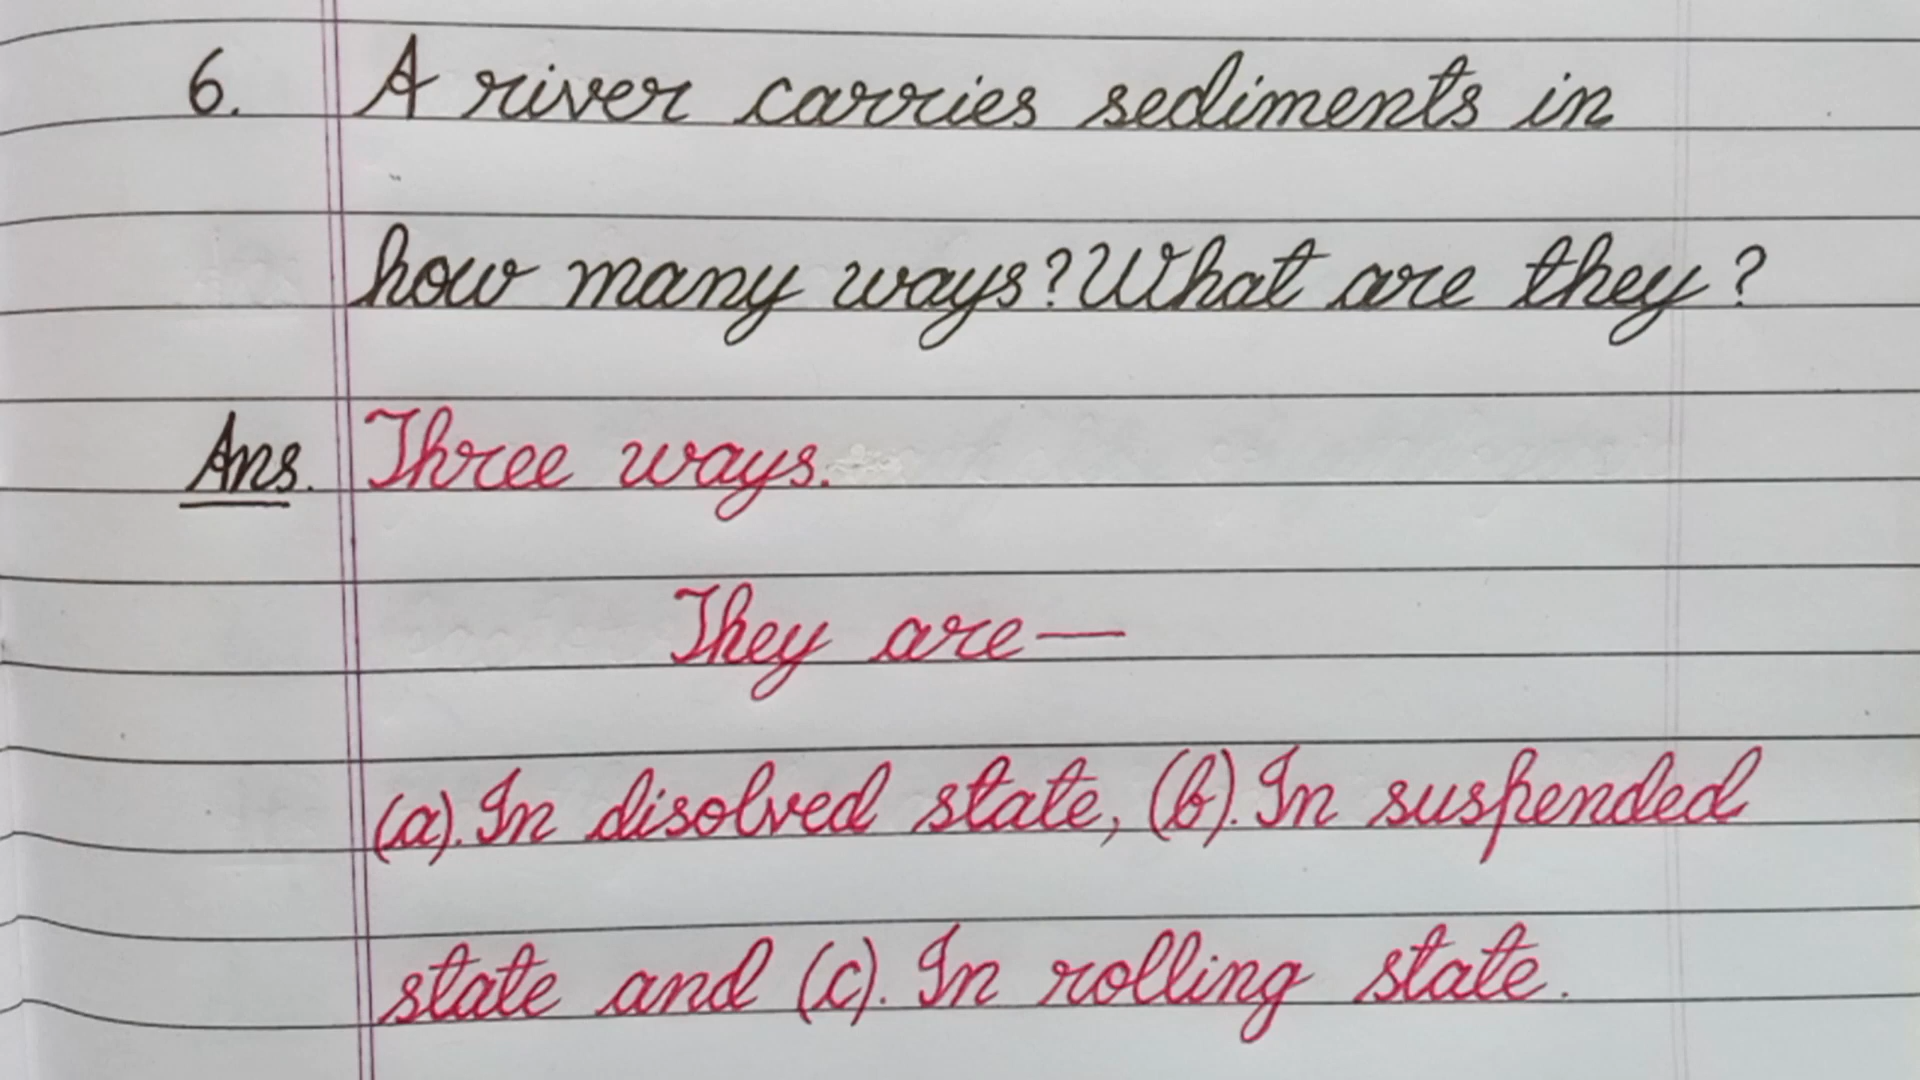 6. A river carries sediments in
how many ways? What are they?
Ans. Three ways.
They are—
(a). In disolved state, (b). In suspended
state and (c). In rolling state.